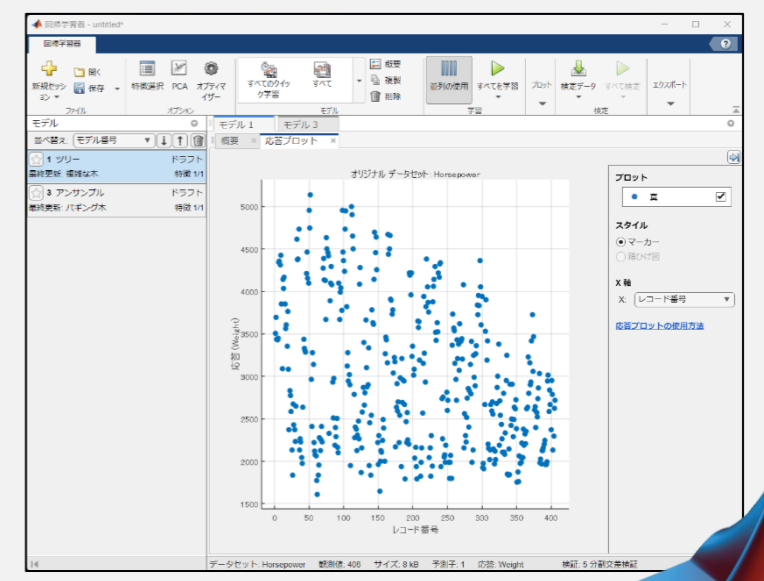 回帰学習器 - untitled*
回帰学習器
新規セッション 開く 保存 特徴選択 PCA オプティマイザー すべてのクイック学習 すべて 概要 複製 削除 並列の使用 すべてを学習 プロット 検定データ すべて検定 エクスポート
ファイル オプション モデル 学習 検定
モデル
並べ替え: モデル番号
1 ツリー ドラフト
最終更新: 複雑な木 特徴 1/1
3 アンサンブル ドラフト
最終更新: バギング木 特徴 1/1
モデル 1 モデル 3
概要 応答プロット
オリジナル データセット: Horsepower
応答 (Weight)
5000
4500
4000
3500
3000
2500
2000
1500
0 50 100 150 200 250 300 350 400
レコード番号
プロット
真
スタイル
マーカー
箱ひげ図
X 軸
X: レコード番号
応答プロットの使用方法
データセット: Horsepower 観測値: 406 サイズ: 8 kB 予測子: 1 応答: Weight 検証: 5 分割交差検証